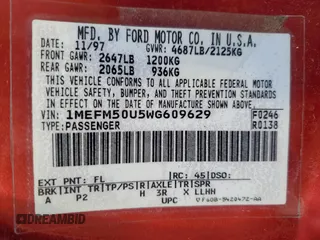 MFD. BY FORD MOTOR CO. IN U.S.A.
DATE: 11/97 GVWR: 4687LB/2125KG
FRONT GAWR: 2647LB 1200KG
REAR GAWR: 2065LB 936KG
THIS VEHICLE CONFORMS TO ALL APPLICABLE FEDERAL
MOTOR VEHICLE SAFETY, BUMPER, AND THEFT PREVENTION STANDARDS
IN EFFECT ON THE DATE OF MANUFACTURE SHOWN ABOVE
VIN: 1MEFM50U5WG609629 F0246
TYPE: PASSENGER R0138
EXT PNT: FL RC: 45 DSO:
BRK INT TR TP/PS R AXLE TR SPR
A P2 H 3R X LLHH
UPC
DREAMBID